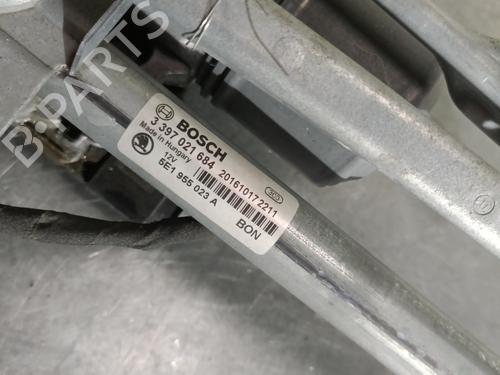 BOSCH
3 397 021 684
Made in Hungary
12V
201610172211
5E1 955 023 A
BON
B-PARTS